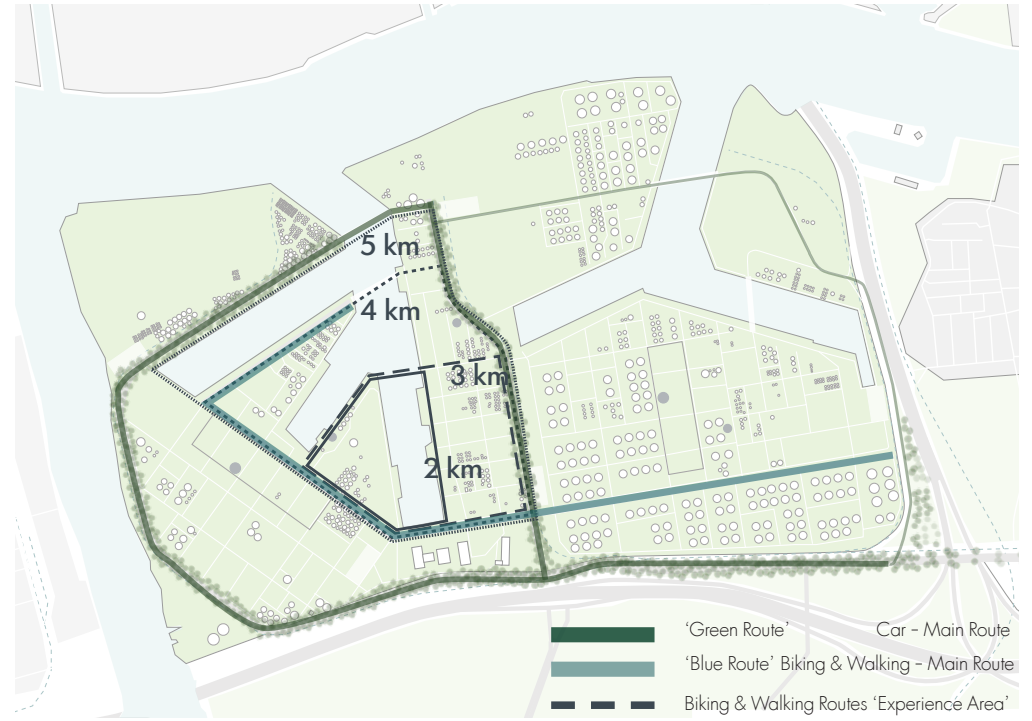 5 km
4 km
3 km
2 km
‘Green Route’ Car – Main Route
‘Blue Route’ Biking & Walking – Main Route
Biking & Walking Routes ‘Experience Area’